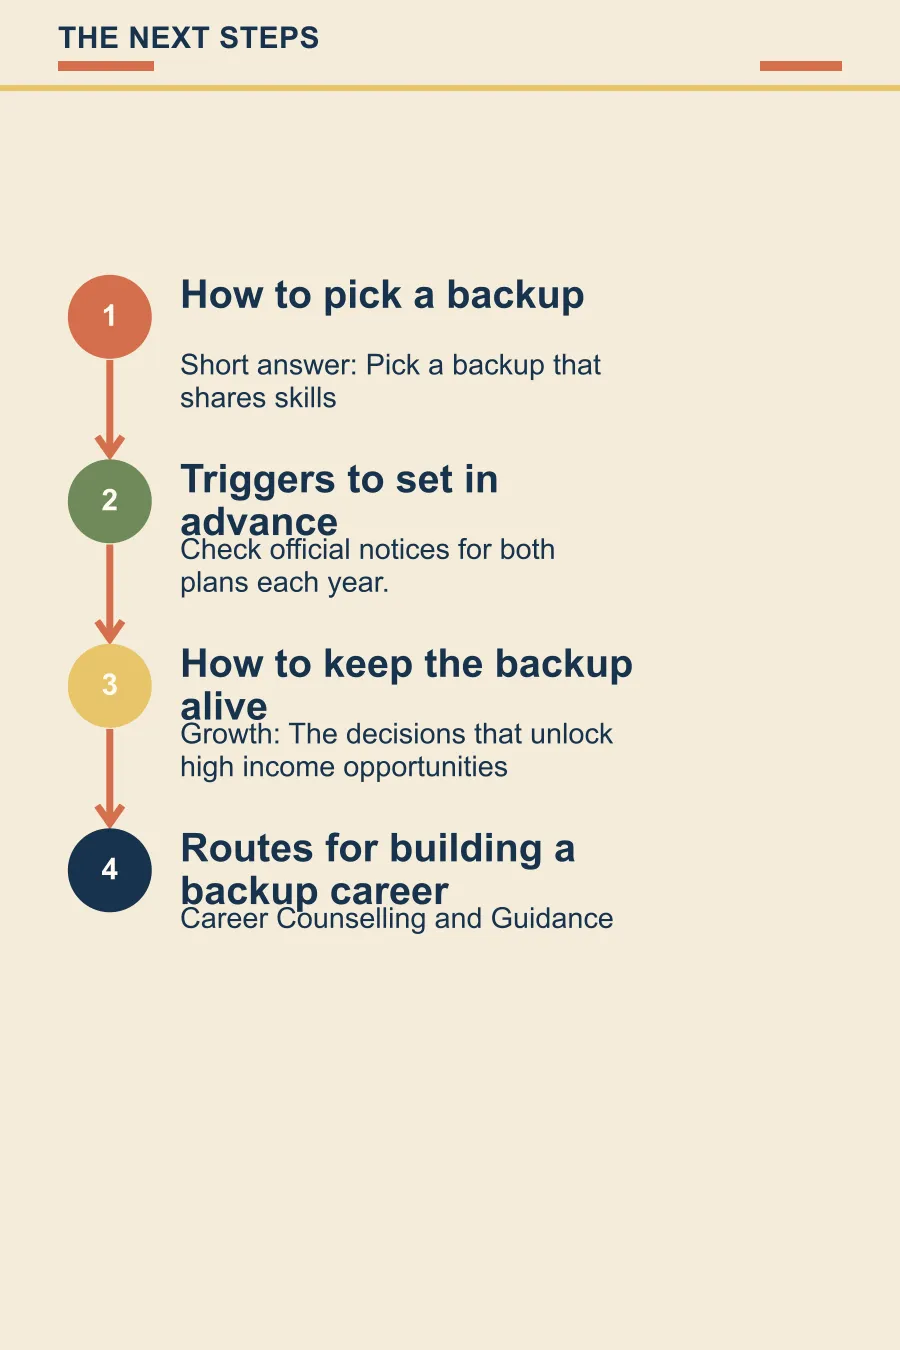 THE NEXT STEPS
1
How to pick a backup
Short answer: Pick a backup that
shares skills
2
Triggers to set in
advance
Check official notices for both
plans each year.
3
How to keep the backup
alive
Growth: The decisions that unlock
high income opportunities
4
Routes for building a
backup career
Career Counselling and Guidance